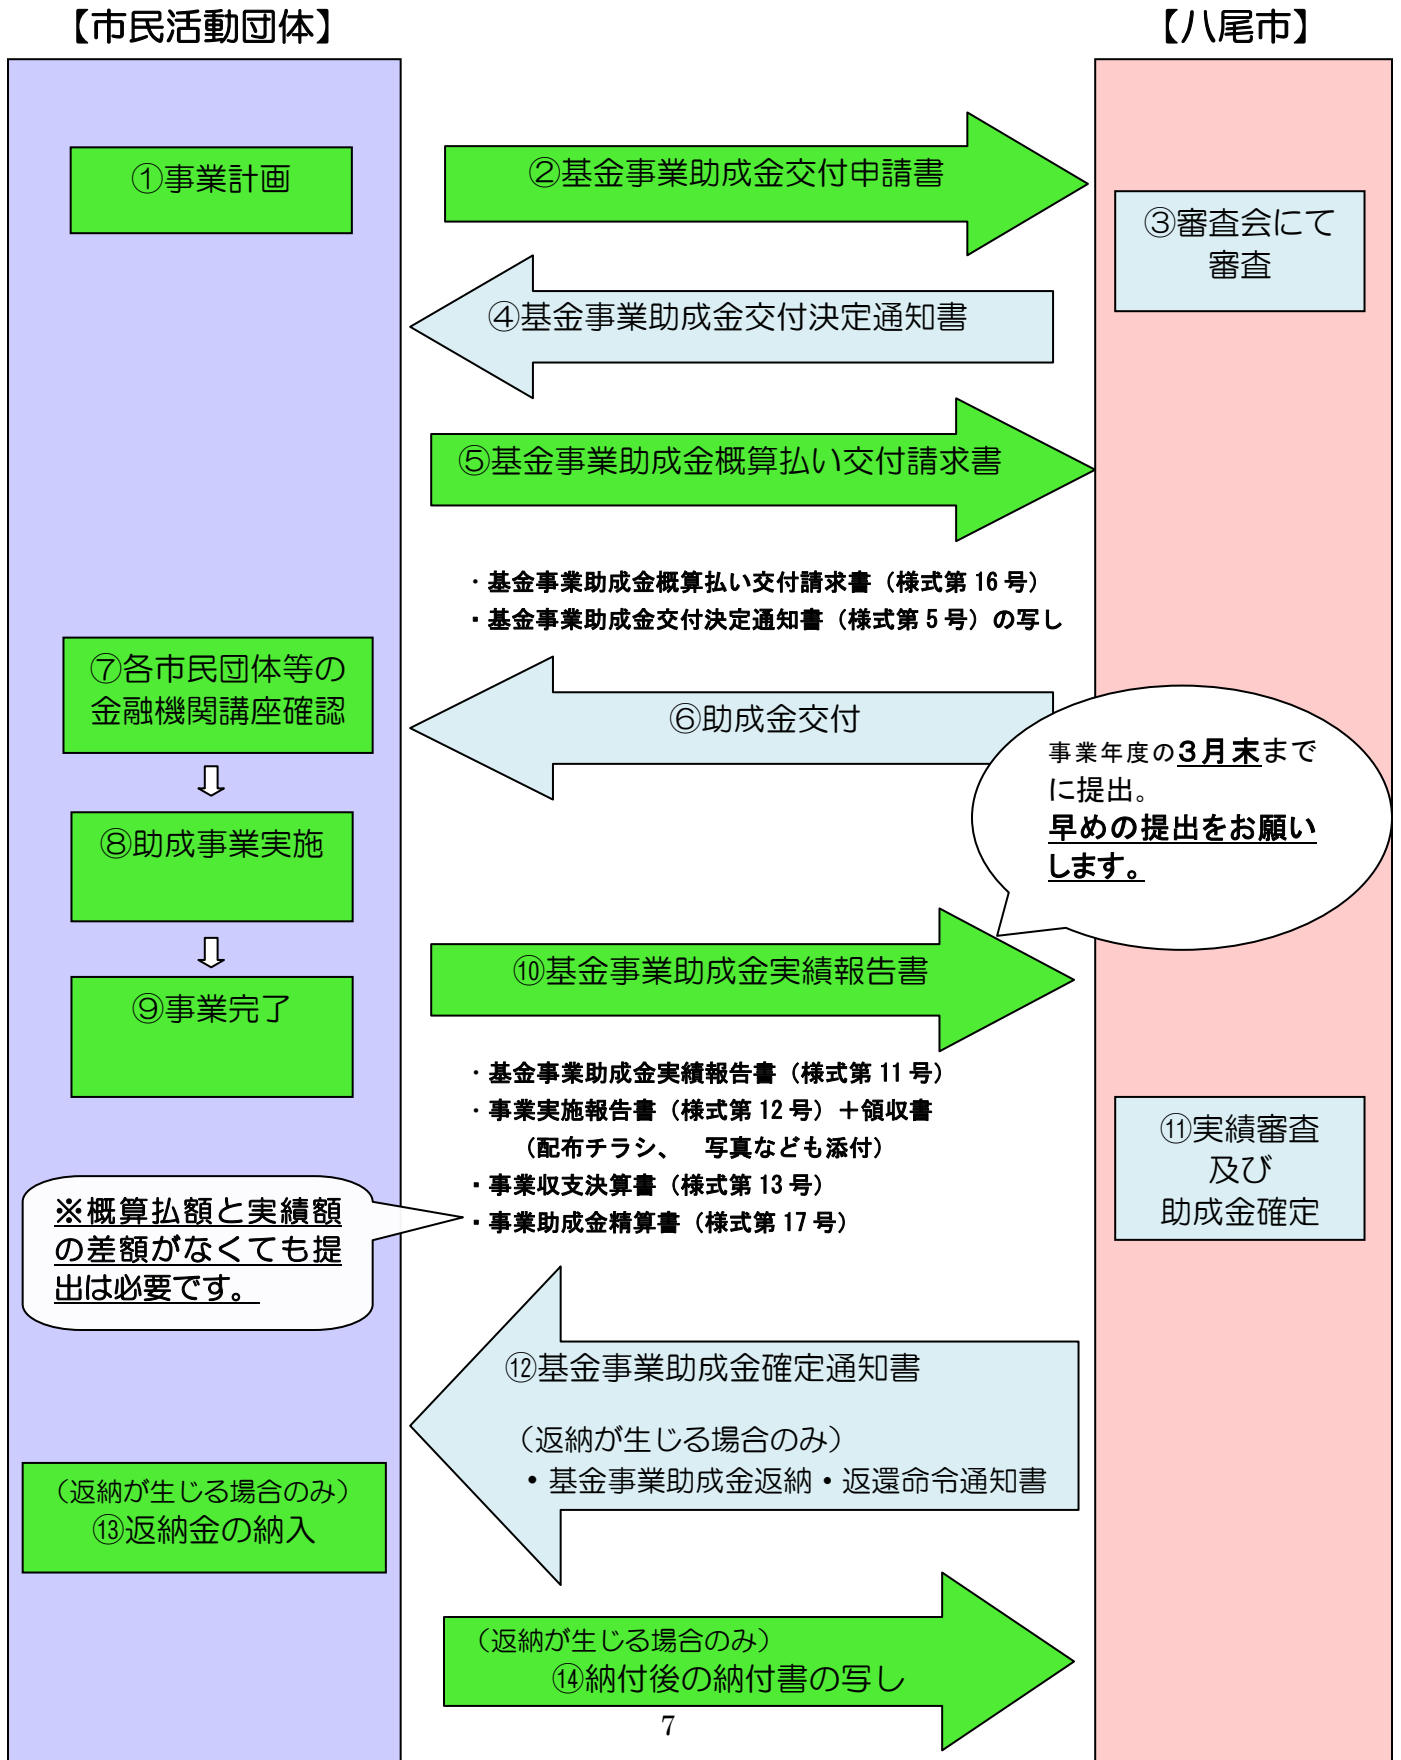 【市民活動団体】
【八尾市】
①事業計画
②基金事業助成金交付申請書
③審査会にて
審査
④基金事業助成金交付決定通知書
⑤基金事業助成金概算払い交付請求書
・基金事業助成金概算払い交付請求書（様式第16号）
・基金事業助成金交付決定通知書（様式第5号）の写し
⑦各市民団体等の
金融機関講座確認
⑥助成金交付
事業年度の３月末まで
に提出。
早めの提出をお願い
します。
⑧助成事業実施
⑨事業完了
⑩基金事業助成金実績報告書
・基金事業助成金実績報告書（様式第11号）
・事業実施報告書（様式第12号）＋領収書
（配布チラシ、　写真なども添付）
・事業収支決算書（様式第13号）
・事業助成金精算書（様式第17号）
⑪実績審査
及び
助成金確定
※概算払額と実績額
の差額がなくても提
出は必要です。
⑫基金事業助成金確定通知書
（返納が生じる場合のみ）
・基金事業助成金返納・返還命令通知書
（返納が生じる場合のみ）
⑬返納金の納入
（返納が生じる場合のみ）
⑭納付後の納付書の写し
7